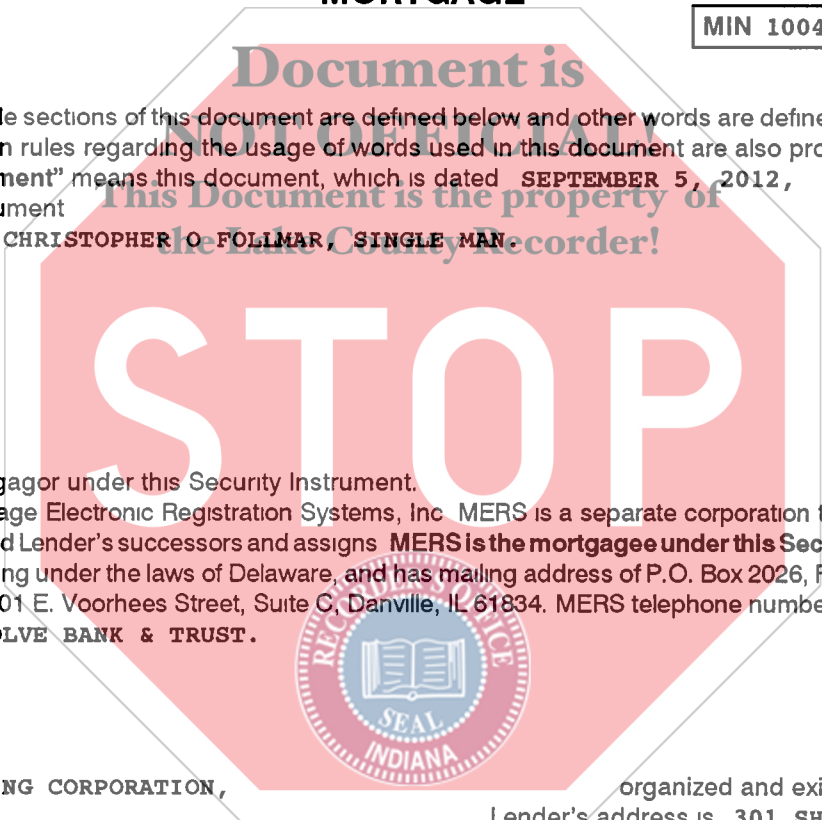 MORTGAGE
MIN 1004
Document is
le sections of this document are defined below and other words are define
NOT OFFICIAL!
n rules regarding the usage of words used in this document are also pro
ment" means this document, which is dated SEPTEMBER 5, 2012,
This Document is the property of
ument
CHRISTOPHER O FOLLMAR, SINGLE MAN.
the Lake County Recorder!
STOP
gagor under this Security Instrument.
age Electronic Registration Systems, Inc MERS is a separate corporation t
d Lender's successors and assigns MERS is the mortgagee under this Sec
ng under the laws of Delaware, and has mailing address of P.O. Box 2026, F
01 E. Voorhees Street, Suite C, Danville, IL 61834. MERS telephone numbe
LVE BANK & TRUST.
RECORDER'S OFFICE
SEAL
INDIANA
NG CORPORATION, organized and exi
Lender's address is 301 SH